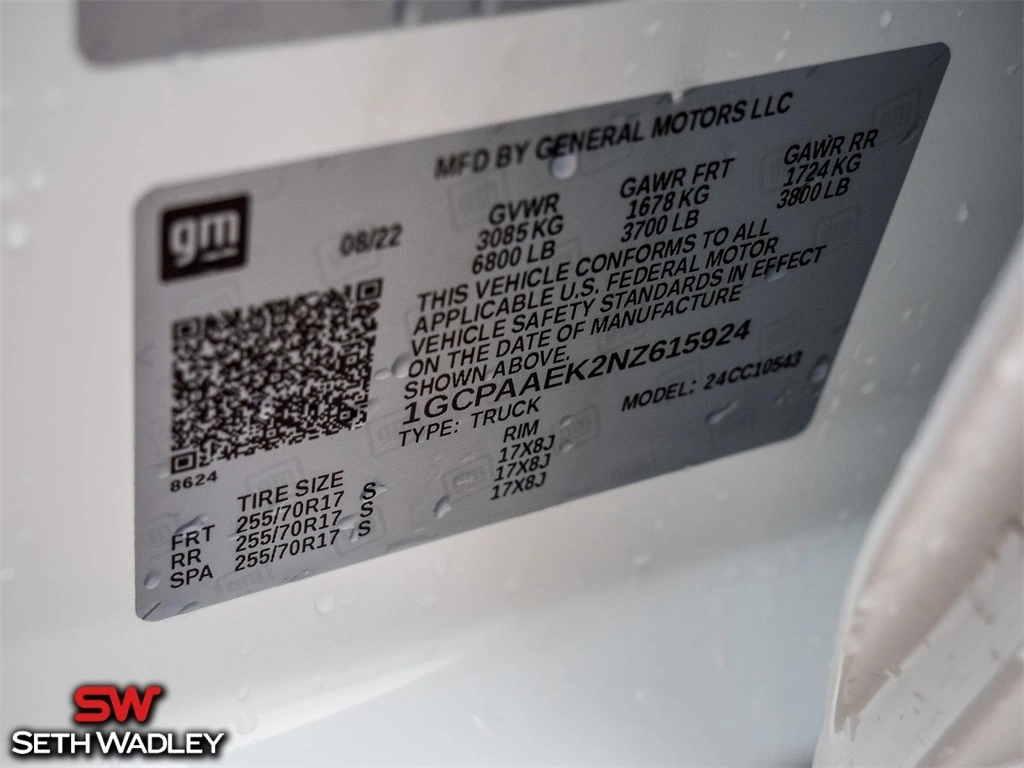 MFD BY GENERAL MOTORS LLC
gm
08/22
GVWR GAWR FRT GAWR RR
3085 KG 1678 KG 1724 KG
6800 LB 3700 LB 3800 LB
THIS VEHICLE CONFORMS TO ALL
APPLICABLE U.S. FEDERAL MOTOR
VEHICLE SAFETY STANDARDS IN EFFECT
ON THE DATE OF MANUFACTURE
SHOWN ABOVE.
1GCPAAEK2NZ615924
TYPE: TRUCK MODEL: 24CC10543
8624
TIRE SIZE RIM
FRT 255/70R17 S 17X8J
RR 255/70R17 S 17X8J
SPA 255/70R17 S 17X8J
SW
SETH WADLEY